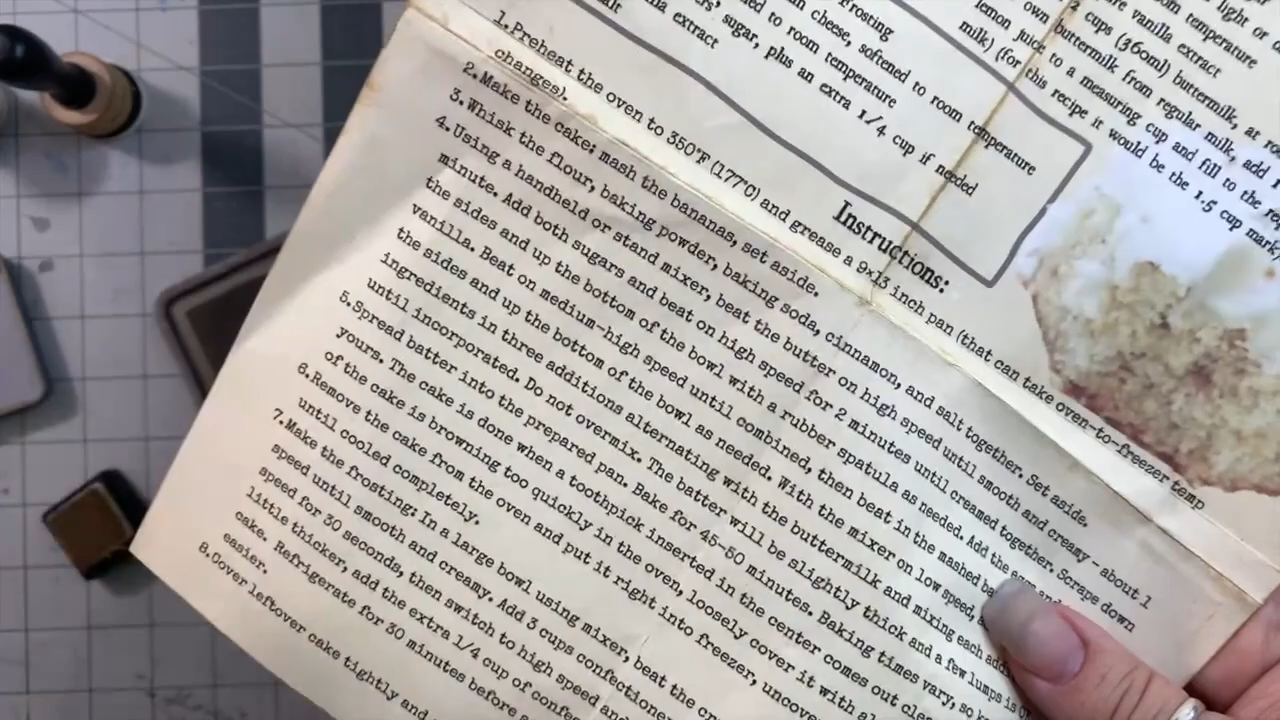 Frosting
cream cheese, softened to room temperature
softened to room temperature
sugar, plus an extra 1/4 cup if needed
vanilla extract
salt
light or
room temperature
vanilla extract
2 cups (360ml) buttermilk, at
own buttermilk from regular milk, add
lemon juice to a measuring cup and fill to the
milk) (for this recipe it would be the 1.5 cup mark)
Instructions:
1.Preheat the oven to 350°F (177°C) and grease a 9x13 inch pan (that can take oven-to-freezer temp
changes).
2.Make the cake: mash the bananas, set aside.
3.Whisk the flour, baking powder, baking soda, cinnamon, and salt together. Set aside.
4.Using a handheld or stand mixer, beat the butter on high speed until smooth and creamy - about 1
minute. Add both sugars and beat on high speed for 2 minutes until creamed together. Scrape down
the sides and up the bottom of the bowl with a rubber spatula as needed. Add the eggs and
vanilla. Beat on medium-high speed until combined, then beat in the mashed
the sides and up the bottom of the bowl as needed. With the mixer on low speed,
ingredients in three additions alternating with the buttermilk and mixing each
until incorporated. Do not overmix. The batter will be slightly thick and a few lumps is
5.Spread batter into the prepared pan. Bake for 45-50 minutes. Baking times vary, so
yours. The cake is done when a toothpick inserted in the center comes out
of the cake is browning too quickly in the oven, loosely cover it with
6.Remove the cake from the oven and put it right into freezer,
until cooled completely.
7.Make the frosting: In a large bowl using mixer, beat the
speed until smooth and creamy. Add 3 cups
speed for 30 seconds, then switch to high speed and
little thicker, add the extra 1/4 cup of
cake. Refrigerate for 30 minutes before
easier.
8.Cover leftover cake tightly and